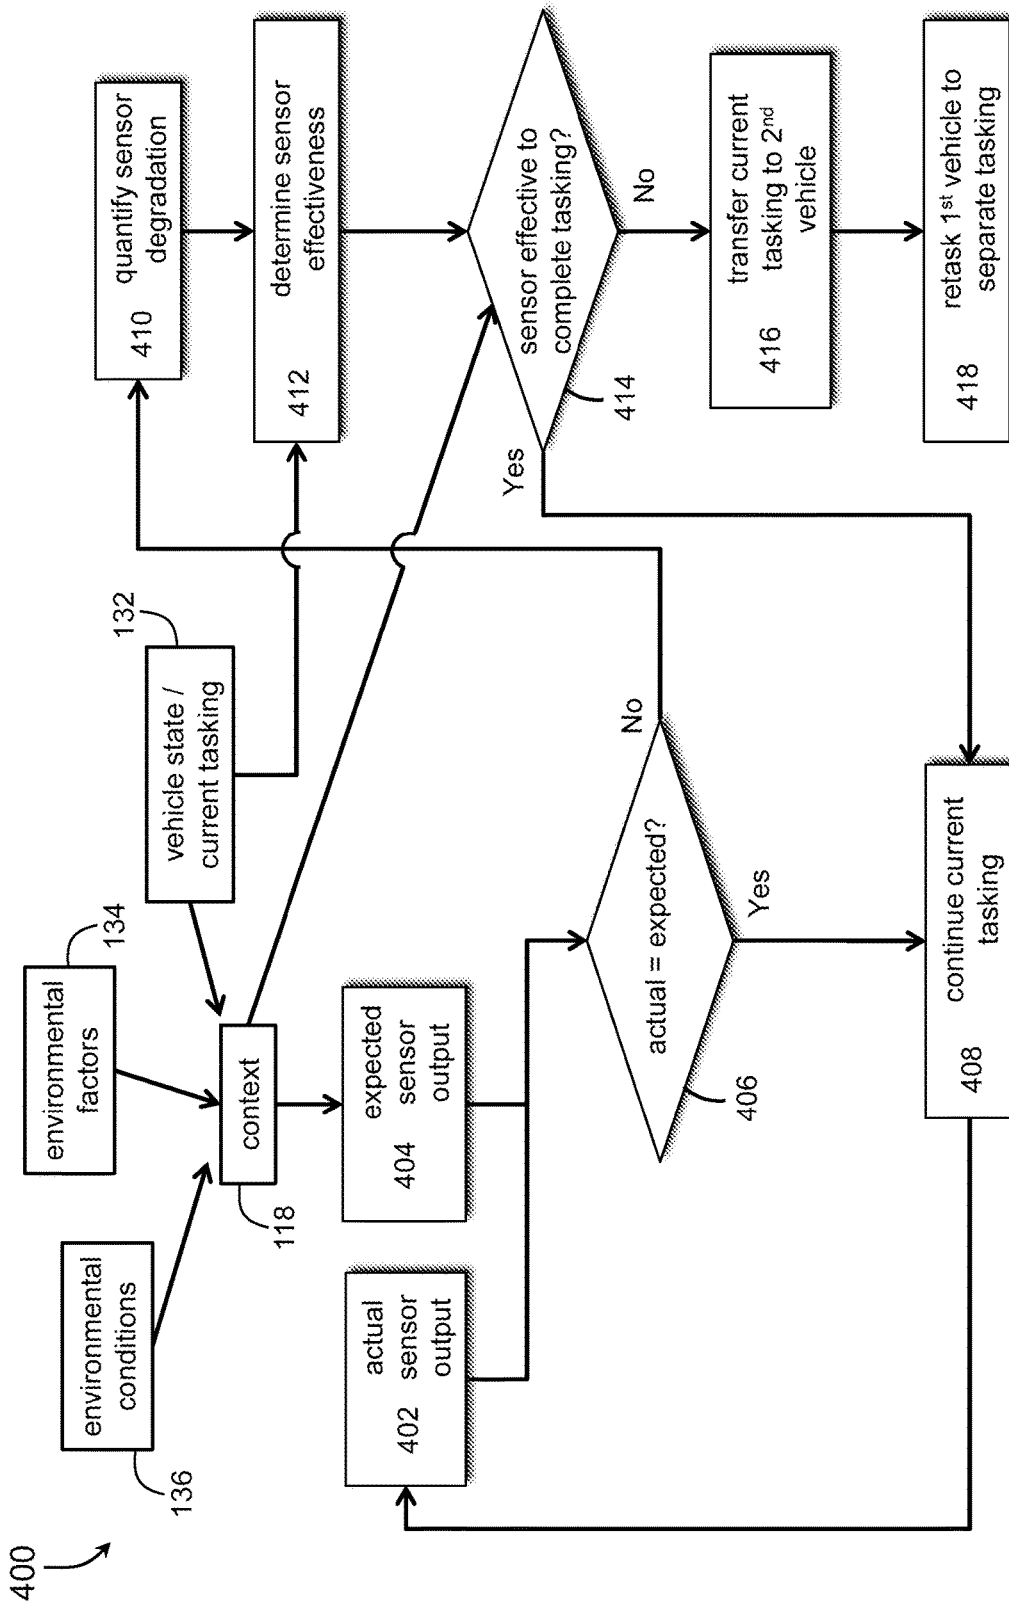 400
environmental
conditions
136
environmental
factors
134
vehicle state /
current tasking
132
context
118
actual
sensor
402 output
expected
sensor
404 output
actual = expected?
406
No
Yes
continue current
408 tasking
quantify sensor
410 degradation
determine sensor
412 effectiveness
sensor effective to
complete tasking?
414
Yes
No
transfer current
416 tasking to 2nd
vehicle
retask 1st vehicle to
418 separate tasking